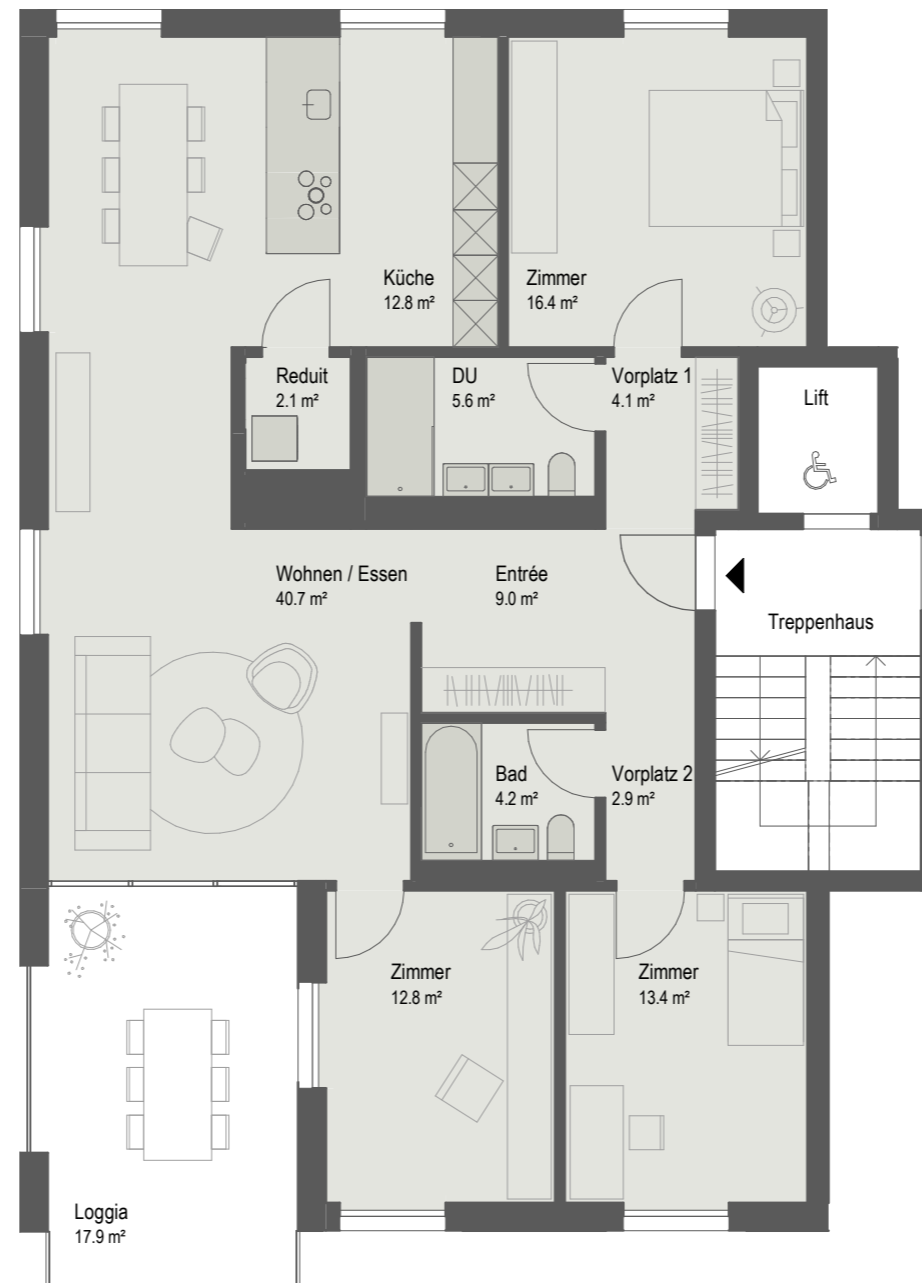 Küche
12.8 m²
Zimmer
16.4 m²
Reduit
2.1 m²
DU
5.6 m²
Vorplatz 1
4.1 m²
Lift
Wohnen / Essen
40.7 m²
Entrée
9.0 m²
Treppenhaus
Bad
4.2 m²
Vorplatz 2
2.9 m²
Zimmer
12.8 m²
Zimmer
13.4 m²
Loggia
17.9 m²